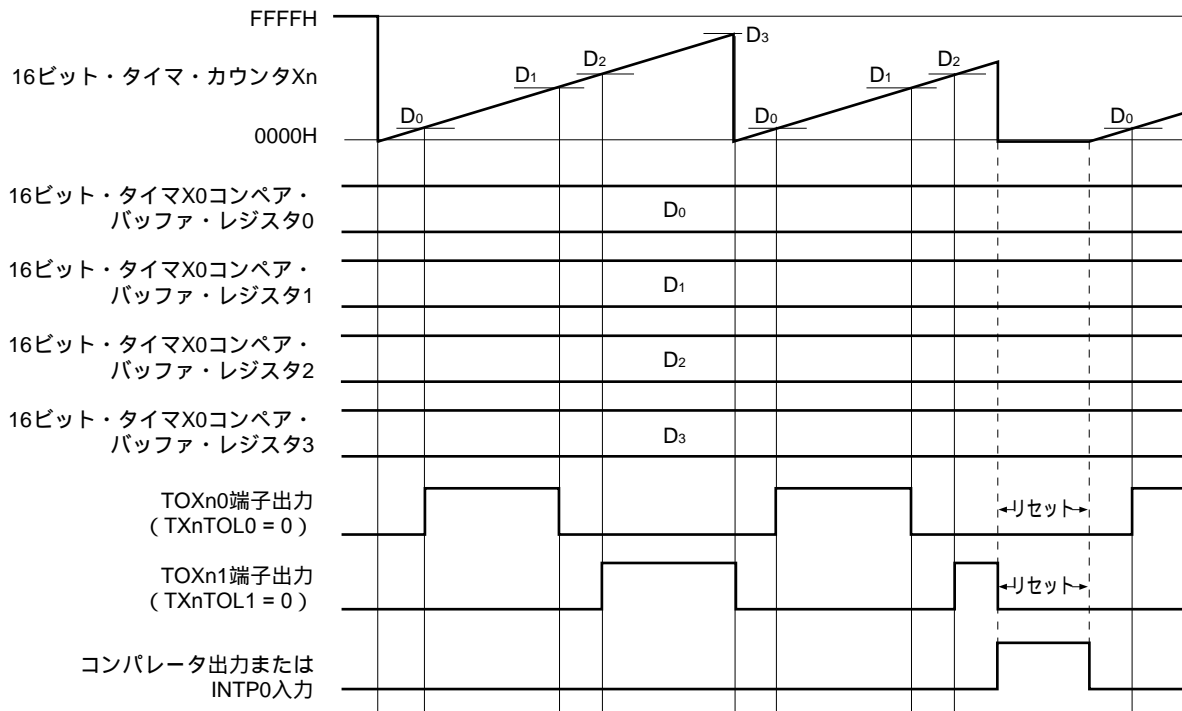 FFFFH
D3
D2
D2
16ビット・タイマ・カウンタXn
D1
D1
D0
D0
D0
0000H
16ビット・タイマX0コンペア・
バッファ・レジスタ0
D0
16ビット・タイマX0コンペア・
バッファ・レジスタ1
D1
16ビット・タイマX0コンペア・
バッファ・レジスタ2
D2
16ビット・タイマX0コンペア・
バッファ・レジスタ3
D3
TOXn0端子出力
（TXnTOL0 = 0）
リセット
TOXn1端子出力
（TXnTOL1 = 0）
リセット
コンパレータ出力または
INTP0入力